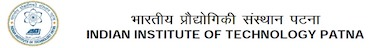 भारतीय प्रौद्योगिकी संस्थान पटना
INDIAN INSTITUTE OF TECHNOLOGY PATNA